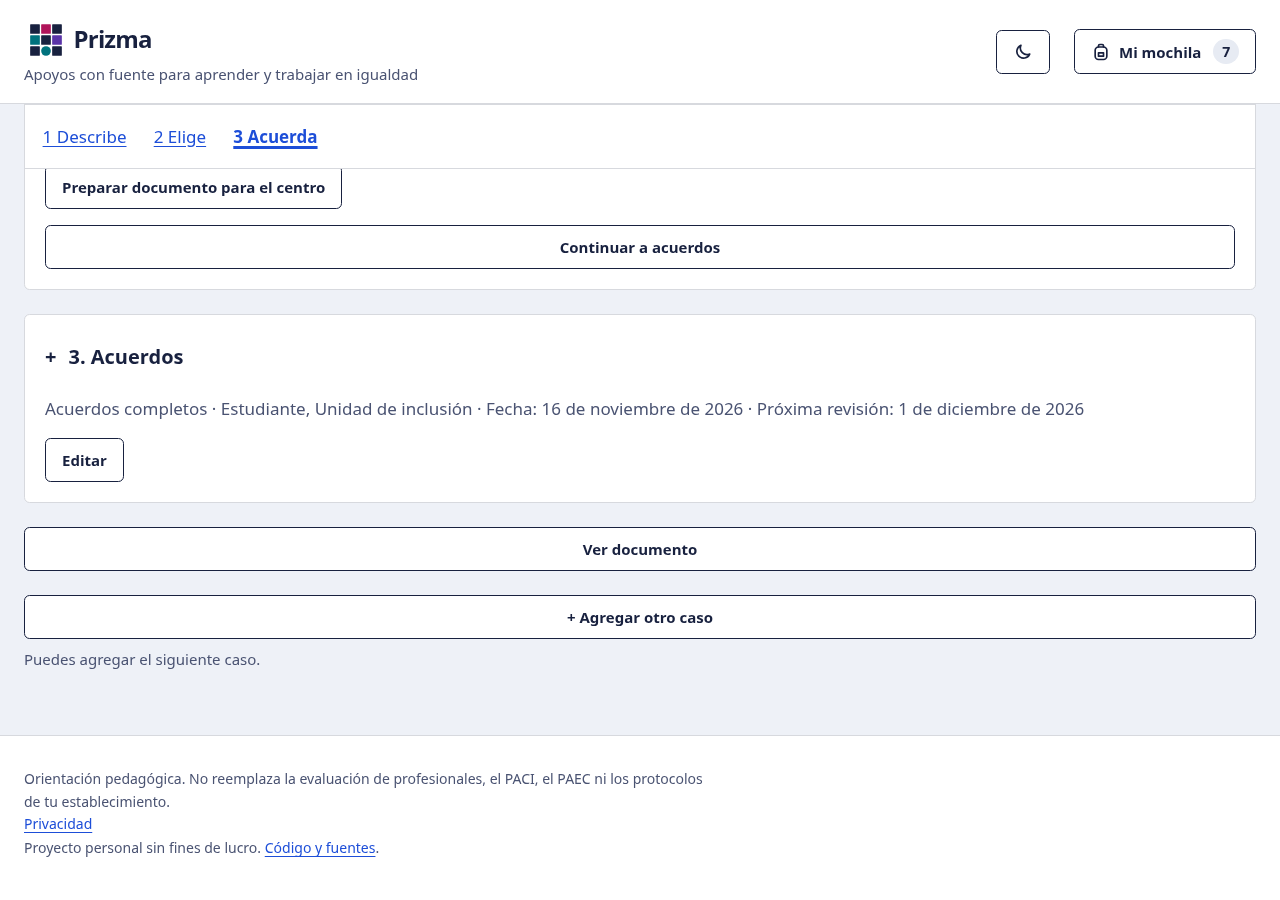 Prizma
Apoyos con fuente para aprender y trabajar en igualdad
Mi mochila 7
1 Describe 2 Elige 3 Acuerda
Preparar documento para el centro
Continuar a acuerdos
+ 3. Acuerdos
Acuerdos completos · Estudiante, Unidad de inclusión · Fecha: 16 de noviembre de 2026 · Próxima revisión: 1 de diciembre de 2026
Editar
Ver documento
+ Agregar otro caso
Puedes agregar el siguiente caso.
Orientación pedagógica. No reemplaza la evaluación de profesionales, el PACI, el PAEC ni los protocolos
de tu establecimiento.
Privacidad
Proyecto personal sin fines de lucro. Código y fuentes.